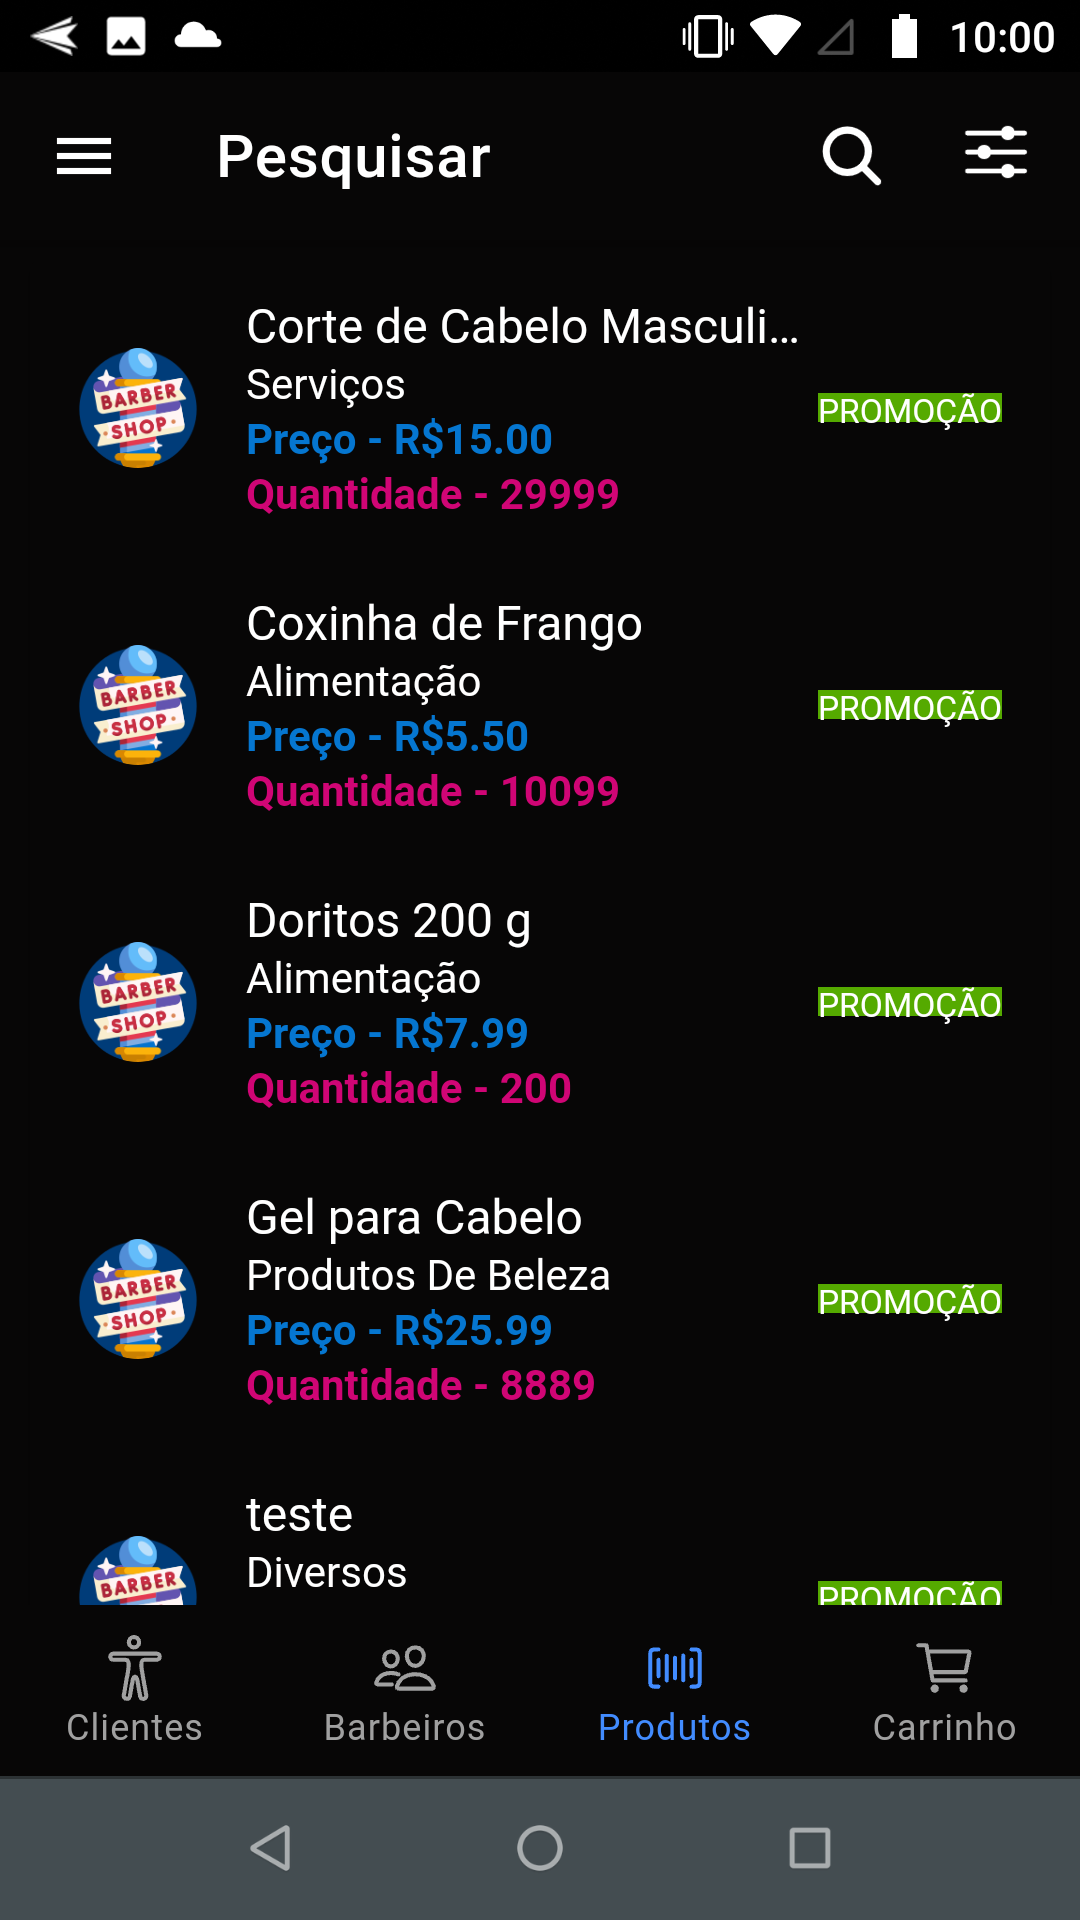 10:00
Pesquisar
Corte de Cabelo Masculi...
Serviços
Preço - R$15.00
Quantidade - 29999
PROMOÇÃO
BARBER
SHOP
Coxinha de Frango
Alimentação
Preço - R$5.50
Quantidade - 10099
PROMOÇÃO
BARBER
SHOP
Doritos 200 g
Alimentação
Preço - R$7.99
Quantidade - 200
PROMOÇÃO
BARBER
SHOP
Gel para Cabelo
Produtos De Beleza
Preço - R$25.99
Quantidade - 8889
PROMOÇÃO
BARBER
SHOP
teste
Diversos
PROMOÇÃO
BARBER
Clientes
Barbeiros
Produtos
Carrinho